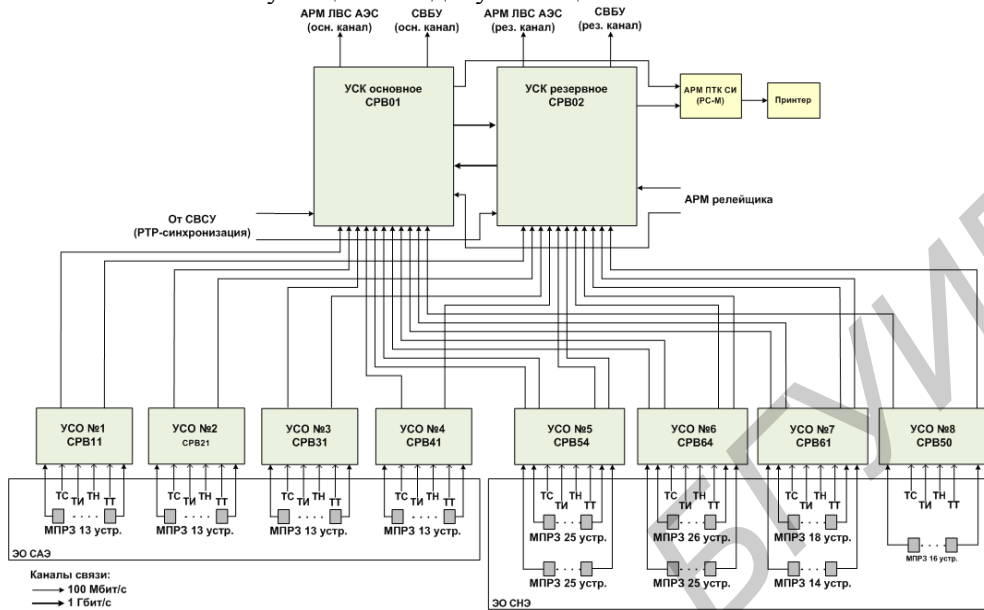 АРМ ЛВС АЭС
(осн. канал)
СВБУ
(осн. канал)
АРМ ЛВС АЭС
(рез. канал)
СВБУ
(рез. канал)
УСК основное
СРВ01
УСК резервное
СРВ02
АРМ ПТК СИ
(РС-М)
Принтер
АРМ релейщика
От СВСУ
(РТР-синхронизация)
УСО №1
СРВ11
УСО №2
СРВ21
УСО №3
СРВ31
УСО №4
СРВ41
УСО №5
СРВ54
УСО №6
СРВ64
УСО №7
СРВ61
УСО №8
СРВ50
ТС ТИ ТН ТТ
ТС ТИ ТН ТТ
ТС ТИ ТН ТТ
ТС ТИ ТН ТТ
ТС ТИ ТН ТТ
ТС ТИ ТН ТТ
ТС ТИ ТН ТТ
ТС ТИ ТН ТТ
МПРЗ 13 устр.
МПРЗ 13 устр.
МПРЗ 13 устр.
МПРЗ 13 устр.
МПРЗ 25 устр.
МПРЗ 26 устр.
МПРЗ 18 устр.
МПРЗ 16 устр.
МПРЗ 25 устр.
МПРЗ 25 устр.
МПРЗ 14 устр.
ЭО САЭ
ЭО СНЭ
Каналы связи:
100 Мбит/с
1 Гбит/с
БГУИ